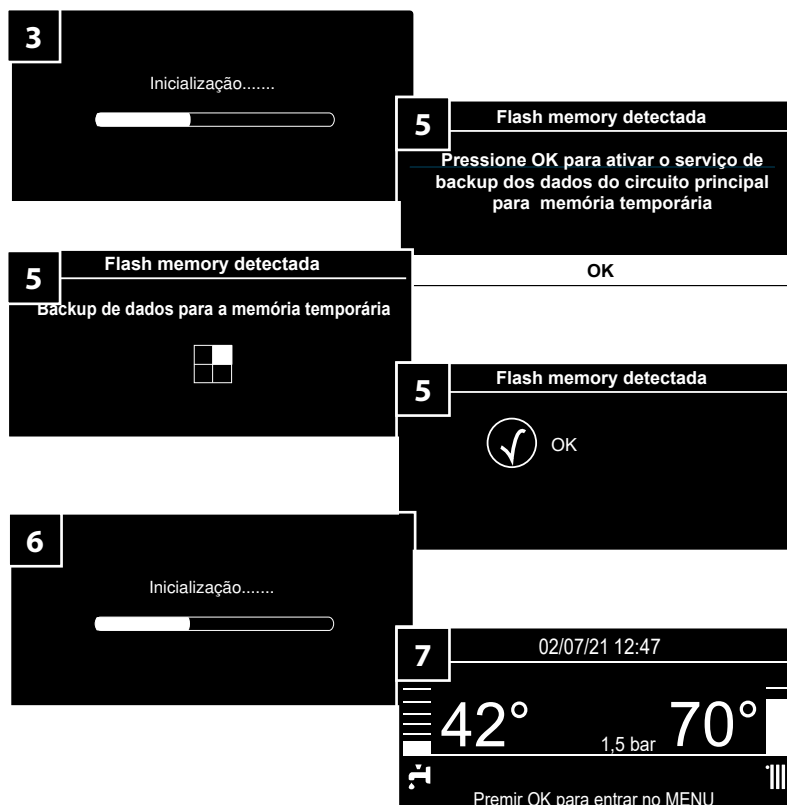 3
Inicialização.......
5
Flash memory detectada
Pressione OK para ativar o serviço de
backup dos dados do circuito principal
para memória temporária
OK
5
Flash memory detectada
Backup de dados para a memória temporária
5
Flash memory detectada
OK
6
Inicialização.......
7
02/07/21 12:47
42°
1,5 bar
70°
Premir OK para entrar no MENU